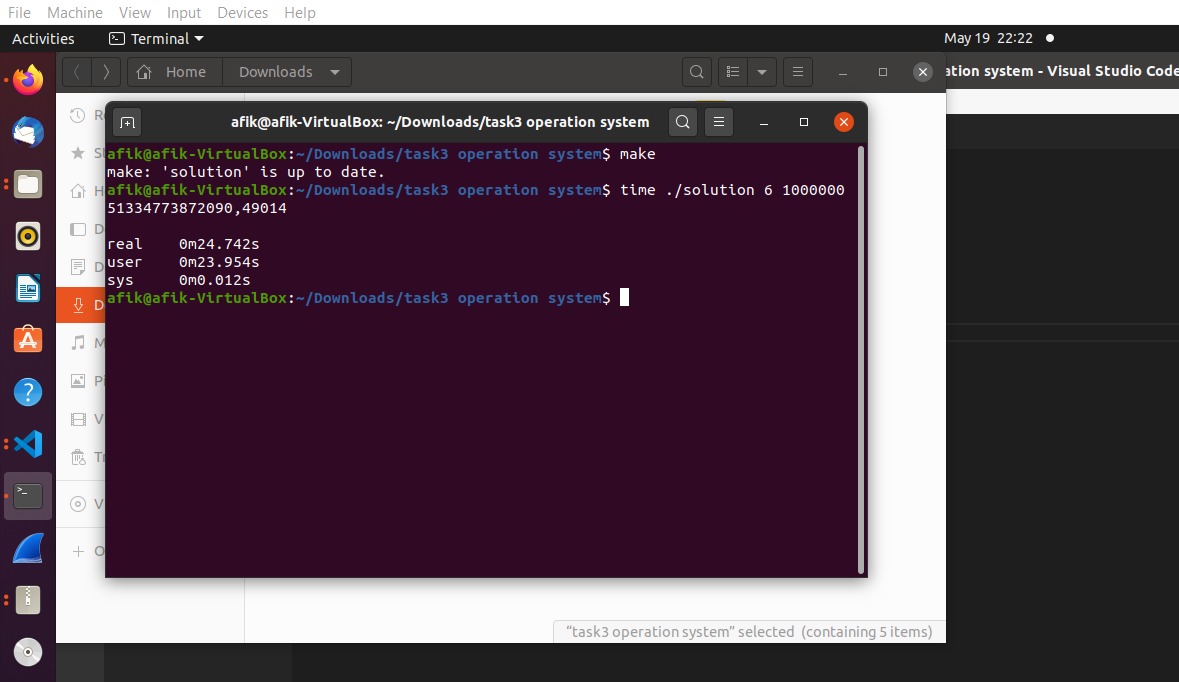 File Machine View Input Devices Help
Activities Terminal May 19 22:22
Home Downloads
ation system - Visual Studio Code
afik@afik-VirtualBox: ~/Downloads/task3 operation system
afik@afik-VirtualBox:~/Downloads/task3 operation system$ make
make: 'solution' is up to date.
afik@afik-VirtualBox:~/Downloads/task3 operation system$ time ./solution 6 1000000
51334773872090,49014
real 0m24.742s
user 0m23.954s
sys 0m0.012s
afik@afik-VirtualBox:~/Downloads/task3 operation system$
“task3 operation system” selected (containing 5 items)